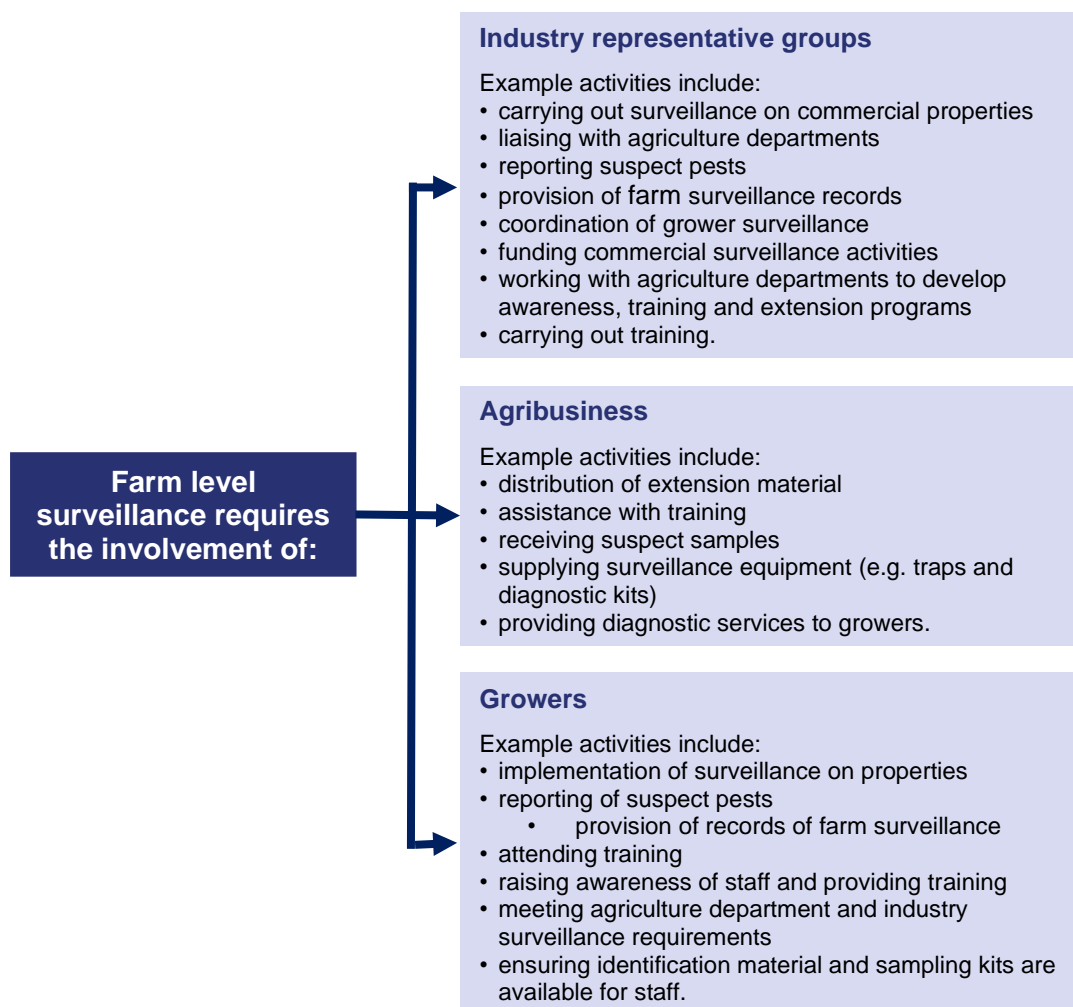 Industry representative groups
Example activities include:
• carrying out surveillance on commercial properties
• liaising with agriculture departments
• reporting suspect pests
• provision of farm surveillance records
• coordination of grower surveillance
• funding commercial surveillance activities
• working with agriculture departments to develop
awareness, training and extension programs
• carrying out training.
Farm level
surveillance requires
the involvement of:
Agribusiness
Example activities include:
• distribution of extension material
• assistance with training
• receiving suspect samples
• supplying surveillance equipment (e.g. traps and
diagnostic kits)
• providing diagnostic services to growers.
Growers
Example activities include:
• implementation of surveillance on properties
• reporting of suspect pests
• provision of records of farm surveillance
• attending training
• raising awareness of staff and providing training
• meeting agriculture department and industry
surveillance requirements
• ensuring identification material and sampling kits are
available for staff.